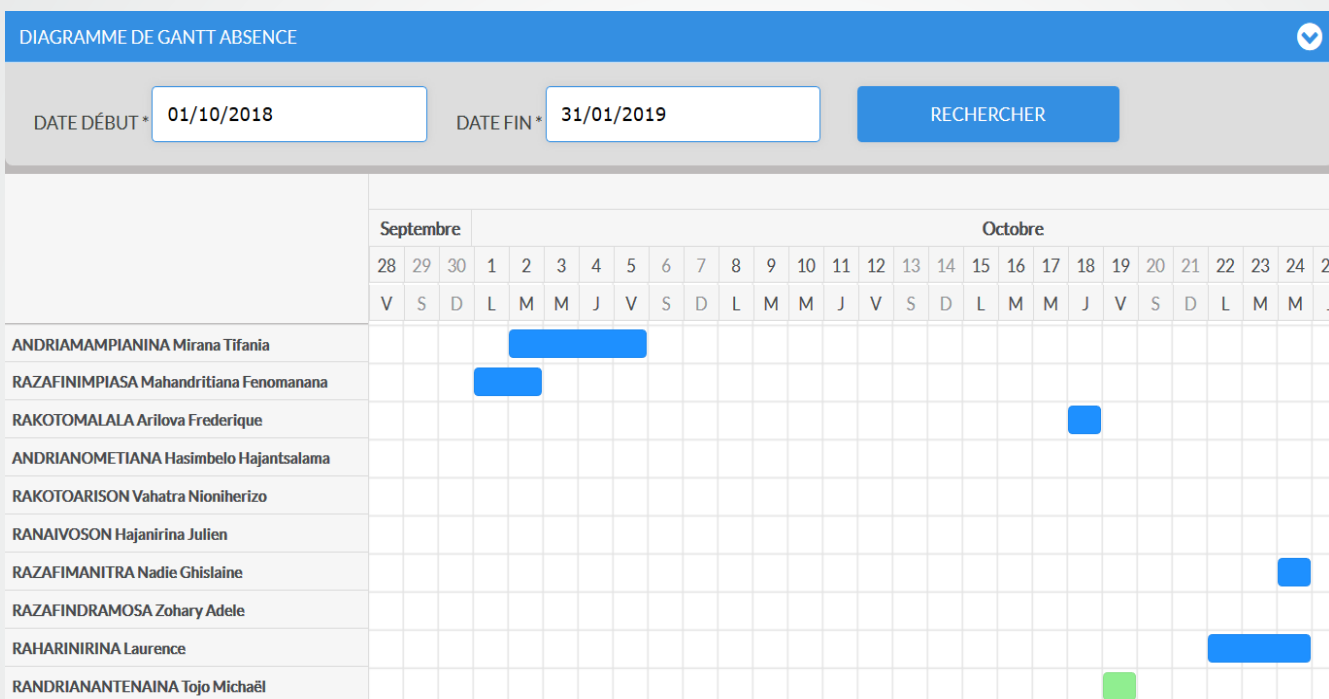 DIAGRAMME DE GANTT ABSENCE
DATE DÉBUT * 01/10/2018 DATE FIN * 31/01/2019 RECHERCHER
Septembre Octobre
28 29 30 1 2 3 4 5 6 7 8 9 10 11 12 13 14 15 16 17 18 19 20 21 22 23 24
V S D L M M J V S D L M M J V S D L M M J V S D L M M
ANDRIAMAMPIANINA Mirana Tifania
RAZAFINIMPIASA Mahandritiana Fenomanana
RAKOTOMALALA Arilova Frederique
ANDRIANOMETIANA Hasimbelo Hajantsalama
RAKOTOARISON Vahatra Nioniherizo
RANAIVOSON Hajanirina Julien
RAZAFIMANITRA Nadie Ghislaine
RAZAFINDRAMOSA Zohary Adele
RAHARINIRINA Laurence
RANDRIANANTENAINA Tojo Michaël